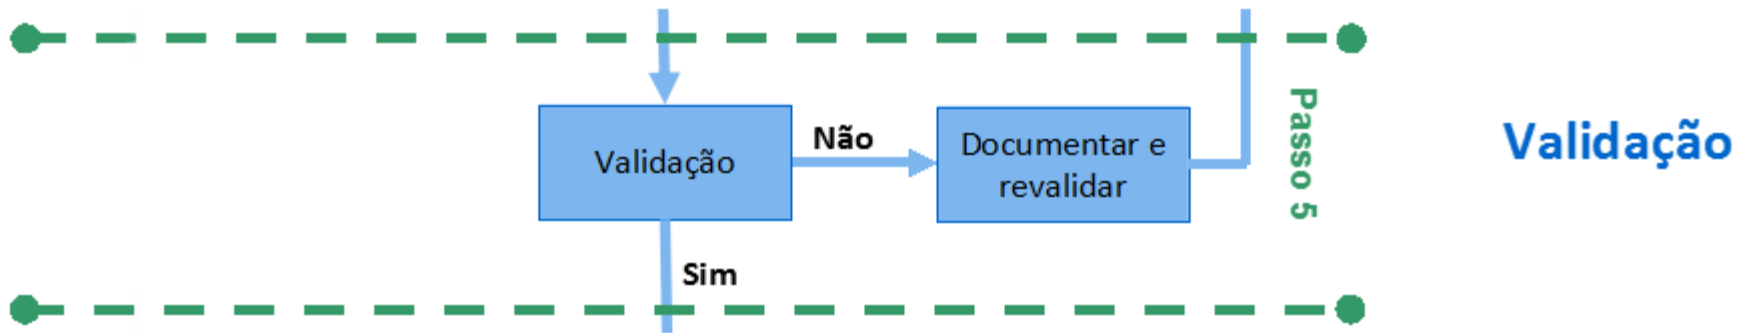 Validação
Não
Documentar e
revalidar
Sim
Passo 5
Validação